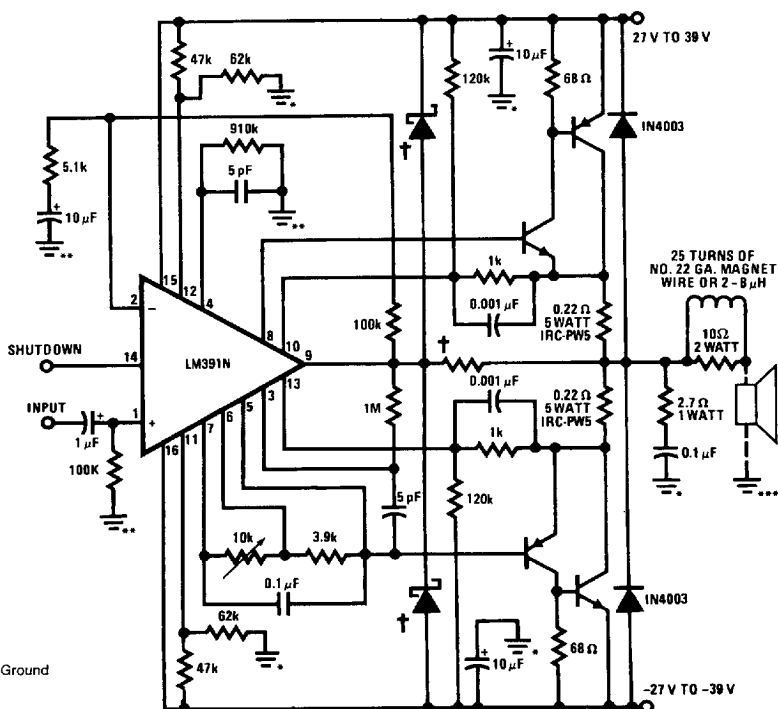 47k
62k
*
10 μF
*
120k
68 Ω
27 V TO 39 V
IN4003
†
5.1k
10 μF
**
910k
5 pF
**
15
12
4
2
−
SHUTDOWN
14
LM391N
8
10
9
13
100k
1k
0.001 μF
0.22 Ω
5 WATT
IRC-PW5
25 TURNS OF
NO. 22 GA. MAGNET
WIRE OR 2–8 μH
10Ω
2 WATT
†
INPUT
1 μF
1
+
100K
**
16
11
7
6
5
3
1M
0.001 μF
1k
0.22 Ω
5 WATT
IRC-PW5
2.7 Ω
1 WATT
0.1 μF
*
***
5 pF
120k
10k
3.9k
0.1 μF
62k
*
47k
†
10 μF
*
68 Ω
IN4003
−27 V TO −39 V
Ground